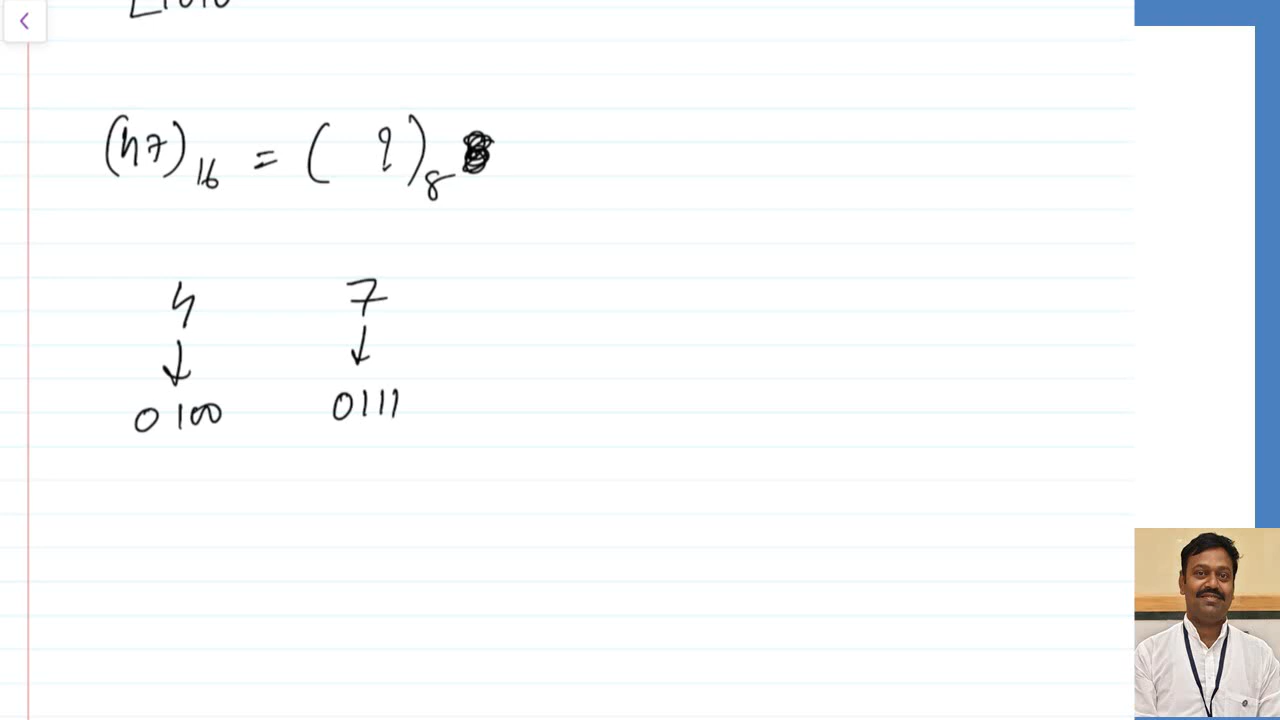 (47)16 = ( ? )8
4 7
↓ ↓
0100 0111